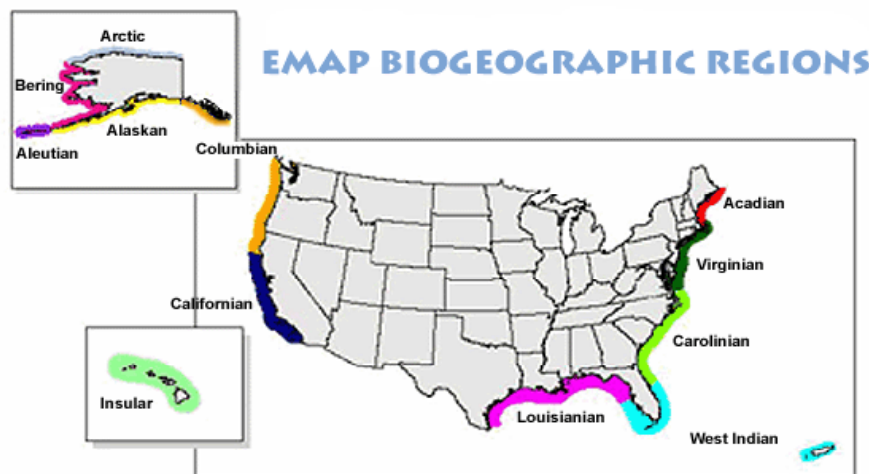 Arctic
EMAP BIOGEOGRAPHIC REGIONS
Bering
Alaskan
Aleutian
Columbian
Acadian
Virginian
Californian
Carolinian
Insular
Louisianian
West Indian